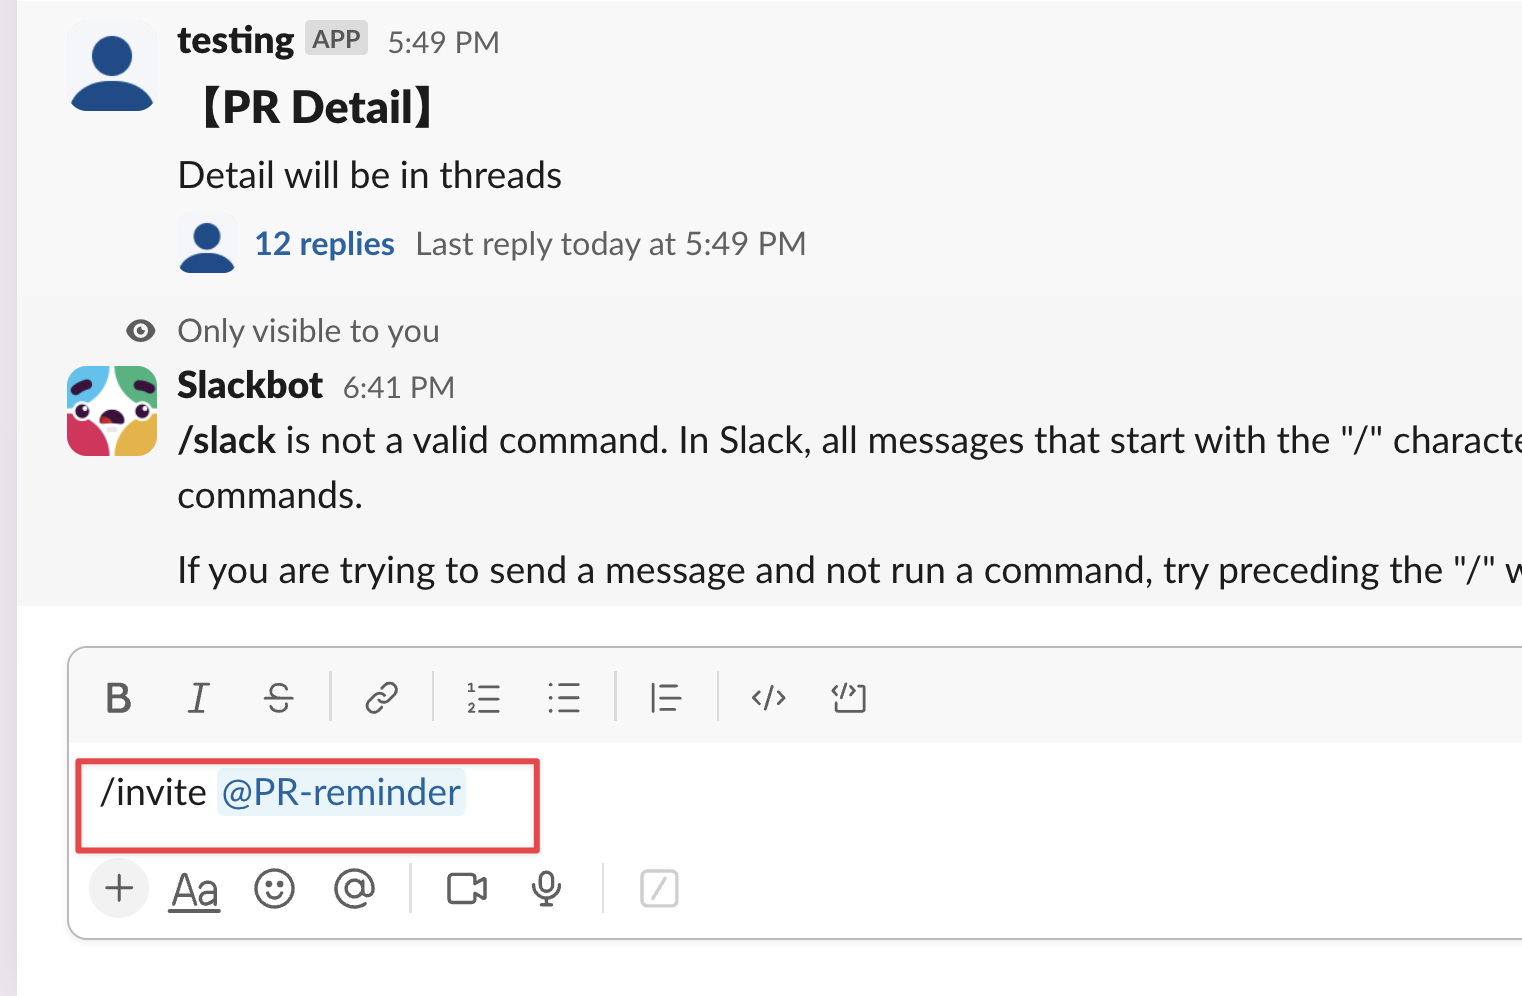 testing APP 5:49 PM
【PR Detail】
Detail will be in threads
12 replies Last reply today at 5:49 PM
Only visible to you
Slackbot 6:41 PM
/slack is not a valid command. In Slack, all messages that start with the "/"
commands.
If you are trying to send a message and not run a command, try preceding the "/"
B I S
/invite @PR-reminder
Aa